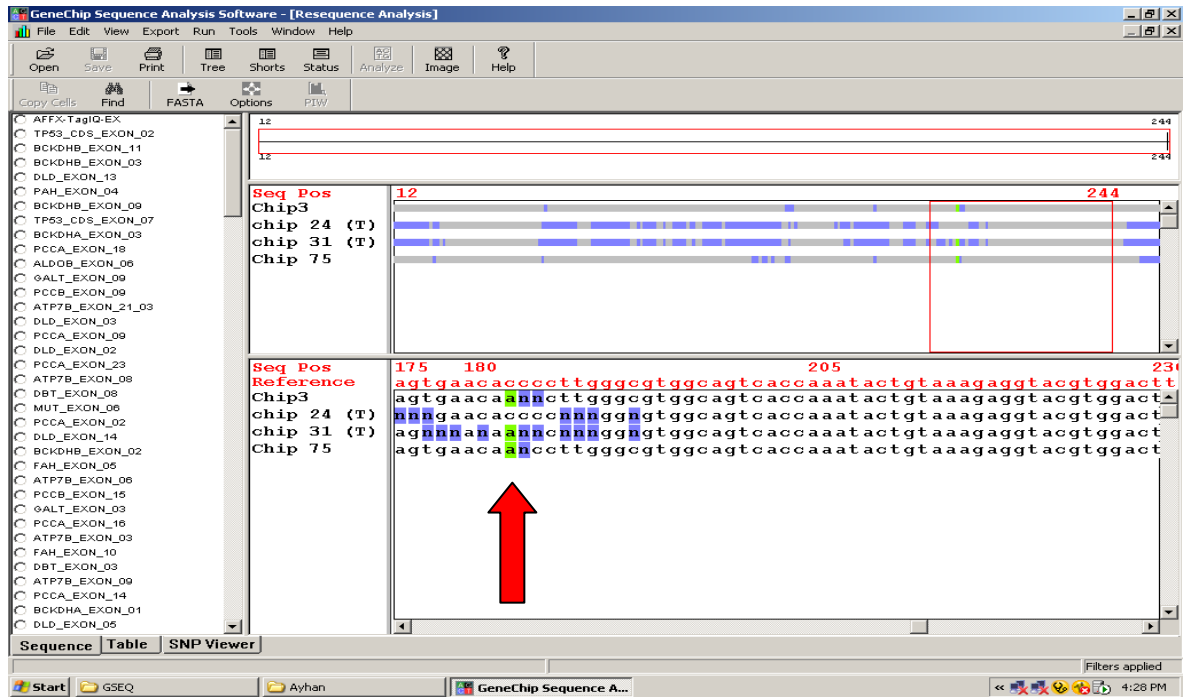 GeneChip Sequence Analysis Software - [Resequence Analysis]
File Edit View Export Run Tools Window Help
Open Save Print Tree Shorts Status Analyze Image Help
Copy Cells Find FASTA Options PIW
AFFX-TagIQ-EX
TP53_CDS_EXON_02
BCKDHB_EXON_11
BCKDHB_EXON_03
DLD_EXON_13
PAH_EXON_04
BCKDHB_EXON_09
TP53_CDS_EXON_07
BCKDHA_EXON_03
PCCA_EXON_18
ALDOB_EXON_06
GALT_EXON_09
PCCB_EXON_09
ATP7B_EXON_21_03
DLD_EXON_03
PCCA_EXON_09
DLD_EXON_02
PCCA_EXON_23
ATP7B_EXON_08
DBT_EXON_08
MUT_EXON_06
PCCA_EXON_02
DLD_EXON_14
BCKDHB_EXON_02
FAH_EXON_05
ATP7B_EXON_06
PCCB_EXON_15
GALT_EXON_03
PCCA_EXON_16
ATP7B_EXON_03
FAH_EXON_10
DBT_EXON_03
ATP7B_EXON_09
PCCA_EXON_14
BCKDHA_EXON_01
DLD_EXON_05
12 244
12 244
Seq Pos 12 244
Chip3
chip 24 (T)
chip 31 (T)
Chip 75
Seq Pos 175 180 205 230
Reference agtgaacaccccttgggcgtggcagtcaccaaatactgtaaagaggtacgtggactt
Chip3 agtgaacaanncttgggcgtggcagtcaccaaatactgtaaagaggtacgtggact
chip 24 (T) nnngaacaccccnnnggngtggcagtcaccaaatactgtaaagaggtacgtggact
chip 31 (T) agnnnanaanncnnnggngtggcagtcaccaaatactgtaaagaggtacgtggact
Chip 75 agtgaacaanccttgggcgtggcagtcaccaaatactgtaaagaggtacgtggact
Sequence Table SNP Viewer
Filters applied
Start GSEQ Ayhan GeneChip Sequence A... 4:28 PM